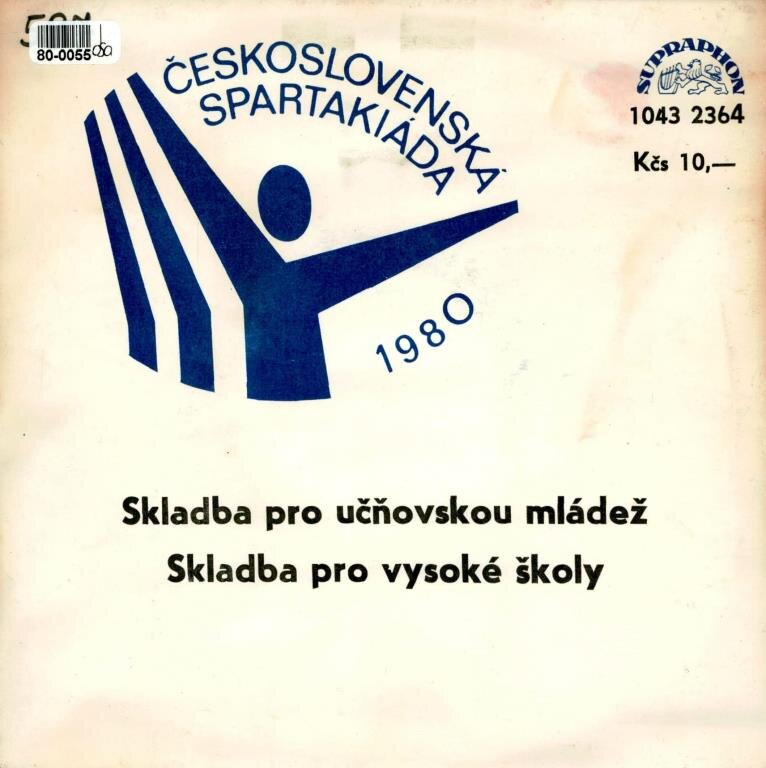 80-0055
ČESKOSLOVENSKÁ
SPARTAKIÁDA
1980
SUPRAPHON
1043 2364
Kčs 10,—
Skladba pro učňovskou mládež
Skladba pro vysoké školy